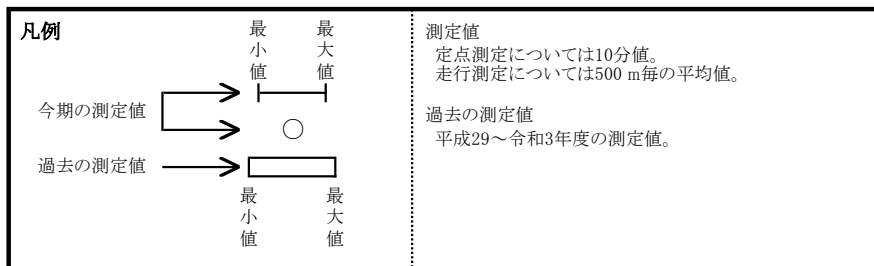 凡例
最小値
最大値
今期の測定値
過去の測定値
最小値
最大値
測定値
定点測定については10分値。
走行測定については500 m毎の平均値。
過去の測定値
平成29～令和3年度の測定値。